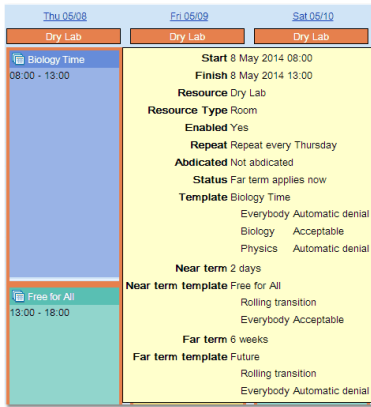 Thu 05/08 Fri 05/09 Sat 05/10
Dry Lab Dry Lab Dry Lab
Biology Time
08:00 - 13:00
Free for All
13:00 - 18:00
Start 8 May 2014 08:00
Finish 8 May 2014 13:00
Resource Dry Lab
Resource Type Room
Enabled Yes
Repeat Repeat every Thursday
Abdicated Not abdicated
Status Far term applies now
Template Biology Time
Everybody Automatic denial
Biology Acceptable
Physics Automatic denial
Near term 2 days
Near term template Free for All
Rolling transition
Everybody Acceptable
Far term 6 weeks
Far term template Future
Rolling transition
Everybody Automatic denial